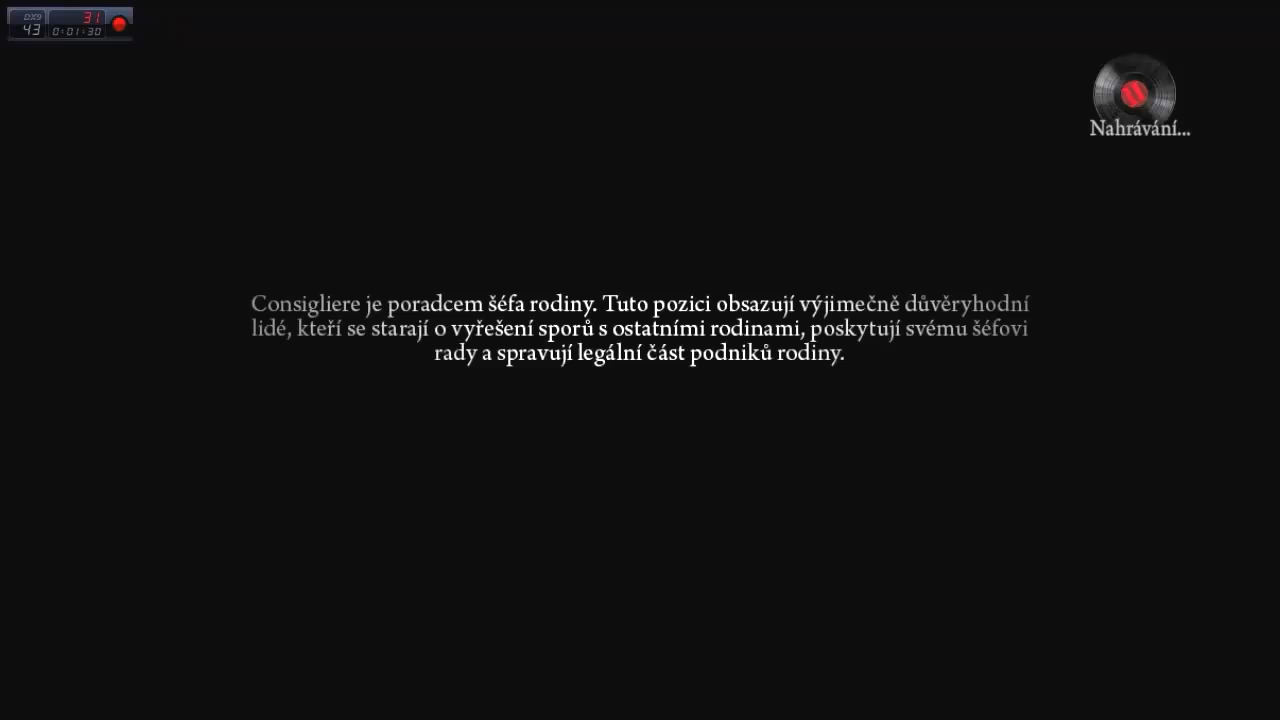 DX9 31
43 0:01:30
Nahrávání...
Consigliere je poradcem šéfa rodiny. Tuto pozici obsazují výjimečně důvěryhodní
lidé, kteří se starají o vyřešení sporů s ostatními rodinami, poskytují svému šéfovi
rady a spravují legální část podniků rodiny.